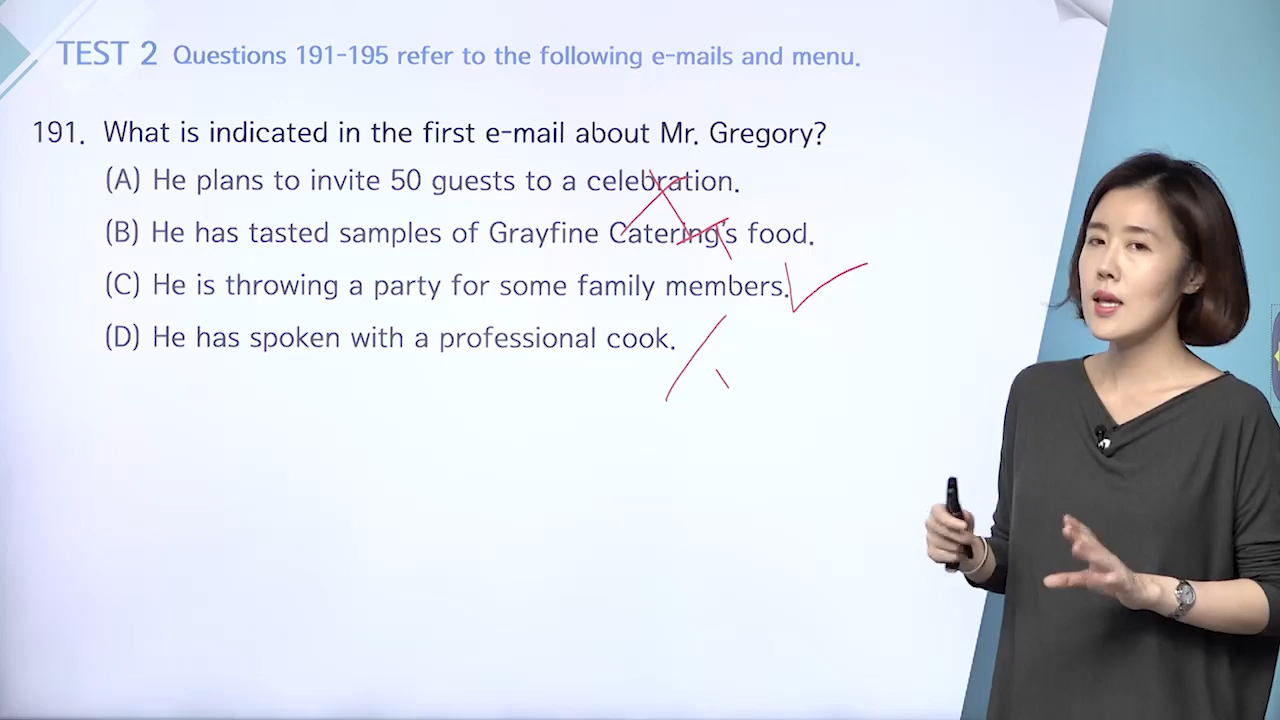 TEST 2 Questions 191-195 refer to the following e-mails and menu.
191. What is indicated in the first e-mail about Mr. Gregory?
(A) He plans to invite 50 guests to a celebration.
(B) He has tasted samples of Grayfine Catering's food.
(C) He is throwing a party for some family members.
(D) He has spoken with a professional cook.